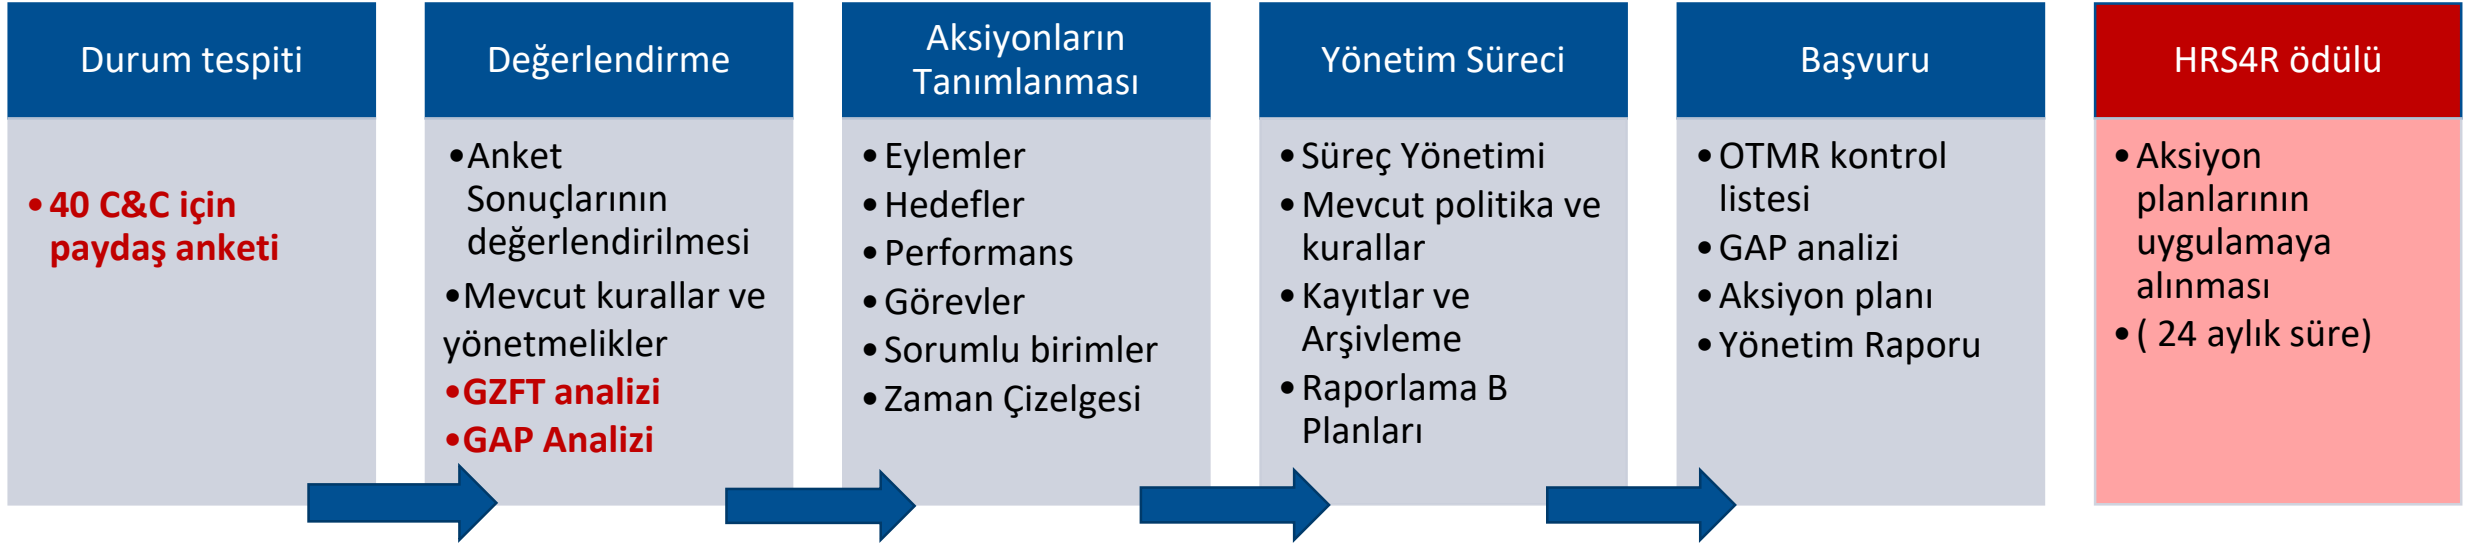 Durum tespiti
• 40 C&C için
paydaş anketi
Değerlendirme
•Anket
Sonuçlarının
değerlendirilmesi
•Mevcut kurallar ve
yönetmelikler
•GZFT analizi
•GAP Analizi
Aksiyonların
Tanımlanması
• Eylemler
• Hedefler
• Performans
• Görevler
• Sorumlu birimler
• Zaman Çizelgesi
Yönetim Süreci
• Süreç Yönetimi
• Mevcut politika ve
kurallar
• Kayıtlar ve
Arşivleme
• Raporlama B
Planları
Başvuru
• OTMR kontrol
listesi
• GAP analizi
• Aksiyon planı
• Yönetim Raporu
HRS4R ödülü
• Aksiyon
planlarının
uygulamaya
alınması
• ( 24 aylık süre)